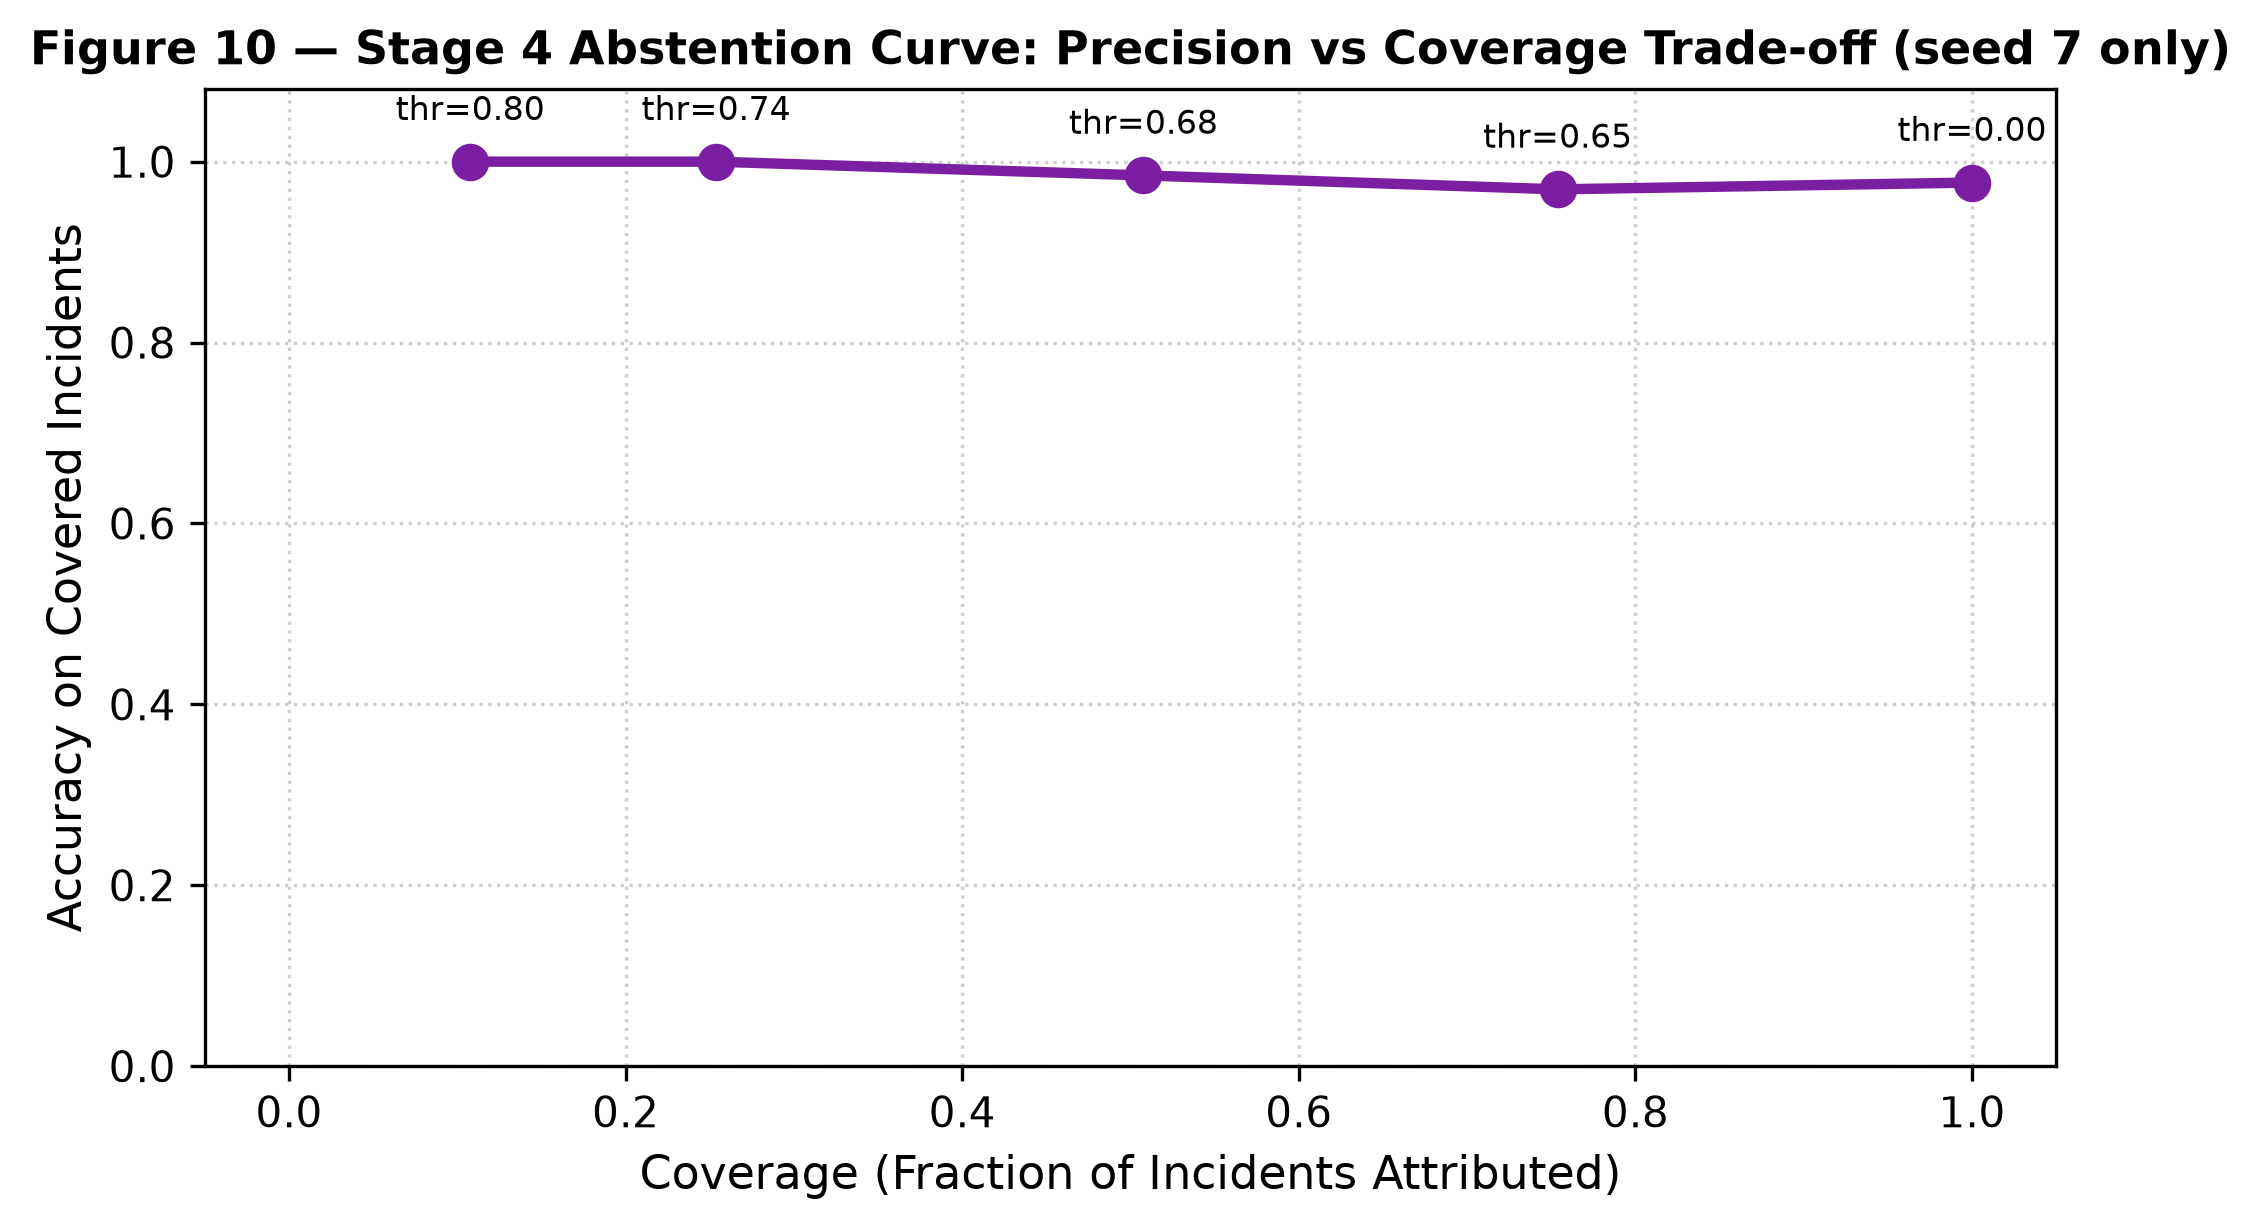 Figure 10 — Stage 4 Abstention Curve: Precision vs Coverage Trade-off (seed 7 only)
thr=0.80
thr=0.74
thr=0.68
thr=0.65
thr=0.00
Accuracy on Covered Incidents
1.0
0.8
0.6
0.4
0.2
0.0
0.0
0.2
0.4
0.6
0.8
1.0
Coverage (Fraction of Incidents Attributed)